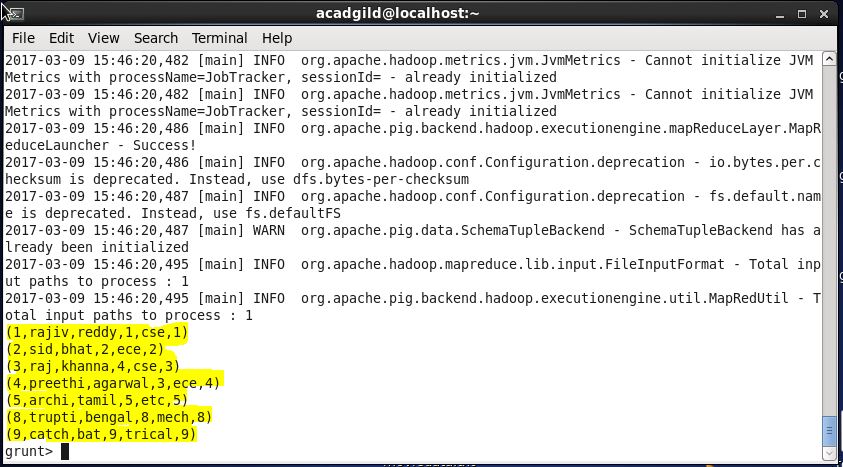 acadgild@localhost:~
File Edit View Search Terminal Help
2017-03-09 15:46:20,482 [main] INFO  org.apache.hadoop.metrics.jvm.JvmMetrics - Cannot initialize JVM
Metrics with processName=JobTracker, sessionId= - already initialized
2017-03-09 15:46:20,482 [main] INFO  org.apache.hadoop.metrics.jvm.JvmMetrics - Cannot initialize JVM
Metrics with processName=JobTracker, sessionId= - already initialized
2017-03-09 15:46:20,486 [main] INFO  org.apache.pig.backend.hadoop.executionengine.mapReduceLayer.MapR
educeLauncher - Success!
2017-03-09 15:46:20,486 [main] INFO  org.apache.hadoop.conf.Configuration.deprecation - io.bytes.per.c
hecksum is deprecated. Instead, use dfs.bytes-per-checksum
2017-03-09 15:46:20,487 [main] INFO  org.apache.hadoop.conf.Configuration.deprecation - fs.default.nam
e is deprecated. Instead, use fs.defaultFS
2017-03-09 15:46:20,487 [main] WARN  org.apache.pig.data.SchemaTupleBackend - SchemaTupleBackend has a
lready been initialized
2017-03-09 15:46:20,495 [main] INFO  org.apache.hadoop.mapreduce.lib.input.FileInputFormat - Total inp
ut paths to process : 1
2017-03-09 15:46:20,495 [main] INFO  org.apache.pig.backend.hadoop.executionengine.util.MapRedUtil - T
otal input paths to process : 1
(1,rajiv,reddy,1,cse,1)
(2,sid,bhat,2,ece,2)
(3,raj,khanna,4,cse,3)
(4,preethi,agarwal,3,ece,4)
(5,archi,tamil,5,etc,5)
(8,trupti,bengal,8,mech,8)
(9,catch,bat,9,trical,9)
grunt>